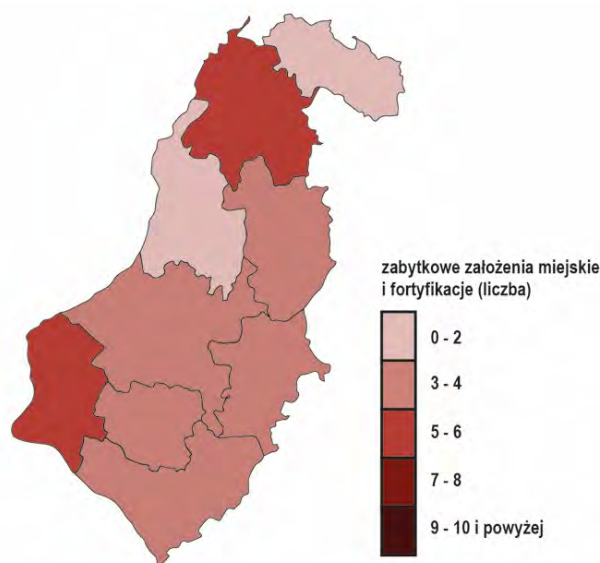 zabytkowe założenia miejskie
i fortyfikacje (liczba)
0 - 2
3 - 4
5 - 6
7 - 8
9 - 10 i powyżej